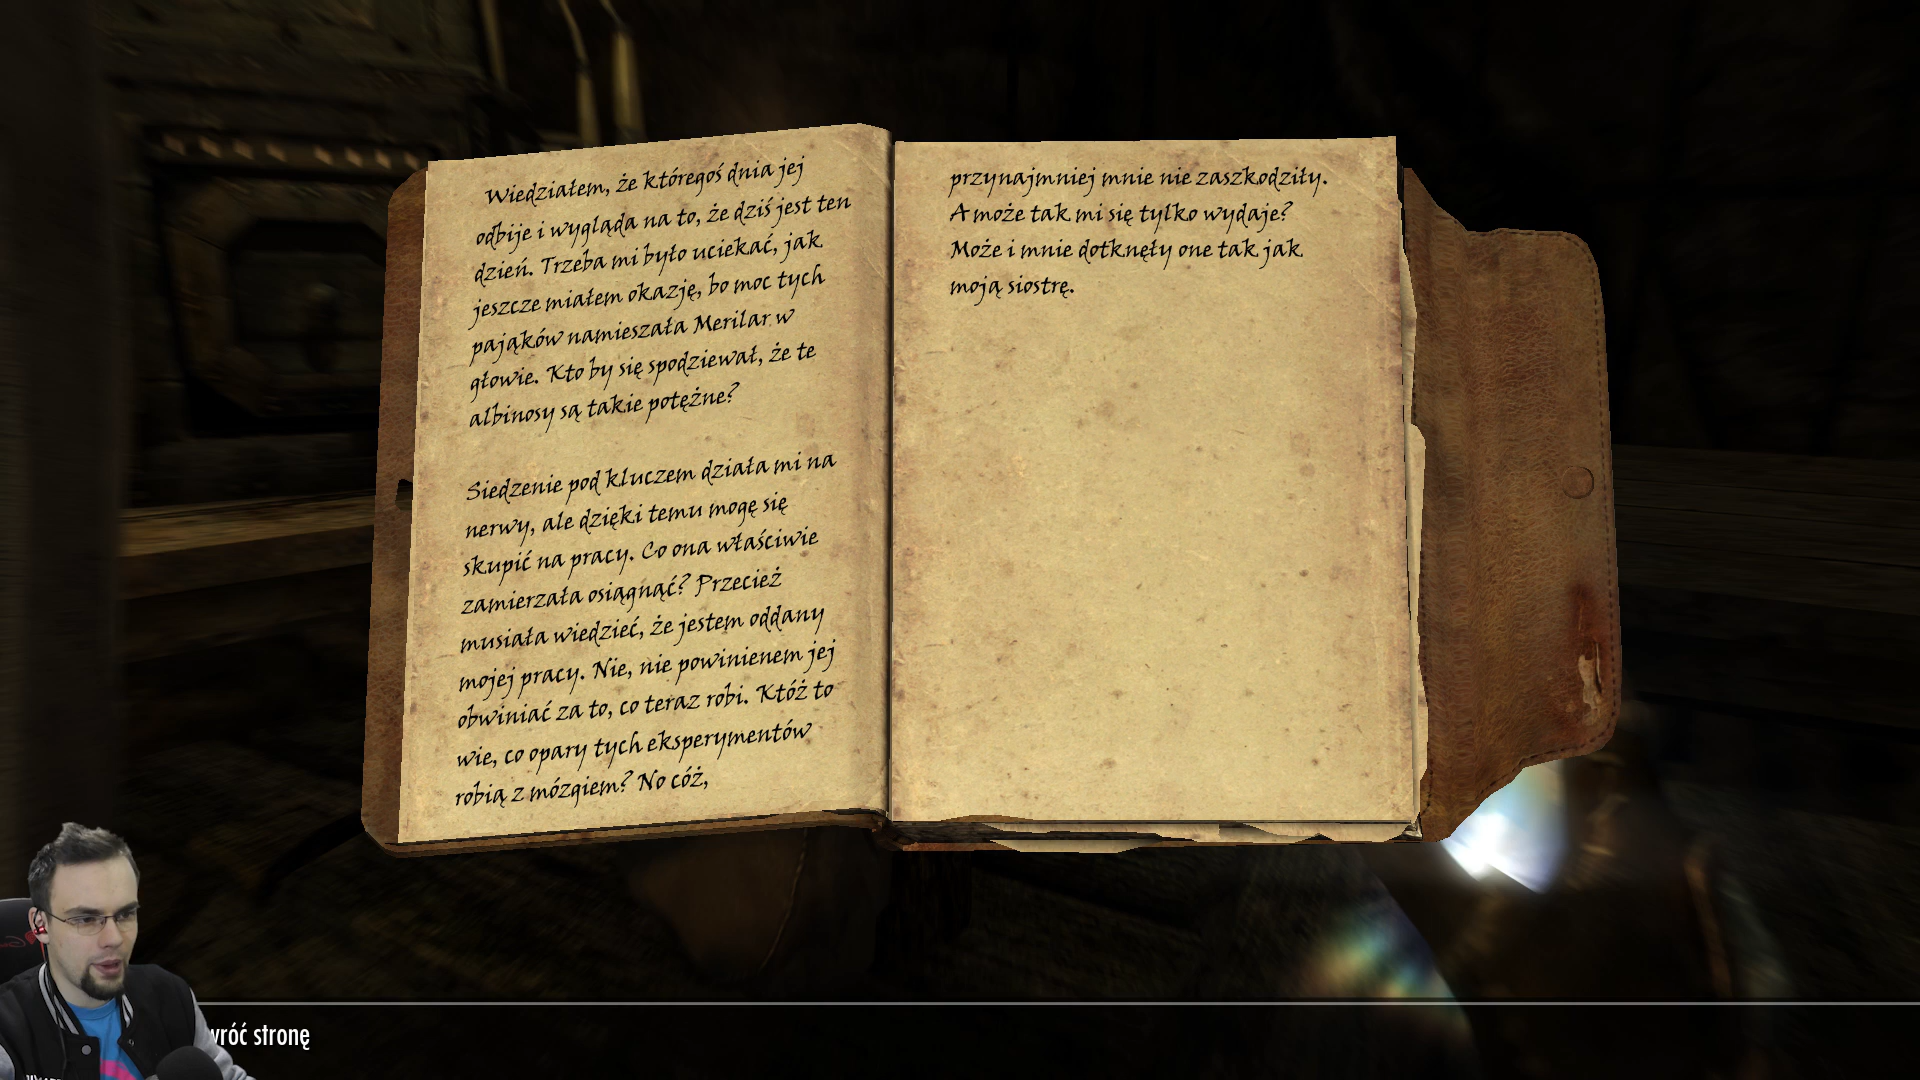 Wiedziałem, że któregoś dnia jej
odbije i wygląda na to, że dziś jest ten
dzień. Trzeba mi było uciekać, jak
jeszcze miałem okazję, bo moc tych
pająków namieszała Merilar w
głowie. Kto by się spodziewał, że te
albinosy są takie potężne?
Siedzenie pod kluczem działa mi na
nerwy, ale dzięki temu mogę się
skupić na pracy. Co ona właściwie
zamierzała osiągnąć? Przecież
musiała wiedzieć, że jestem oddany
mojej pracy. Nie, nie powinienem jej
obwiniać za to, co teraz robi. Któż to
wie, co opary tych eksperymentów
robią z mózgiem? No cóż,
przynajmniej mnie nie zaszkodziły.
A może tak mi się tylko wydaje?
Może i mnie dotknęły one tak jak
moją siostrę.
wróć stronę